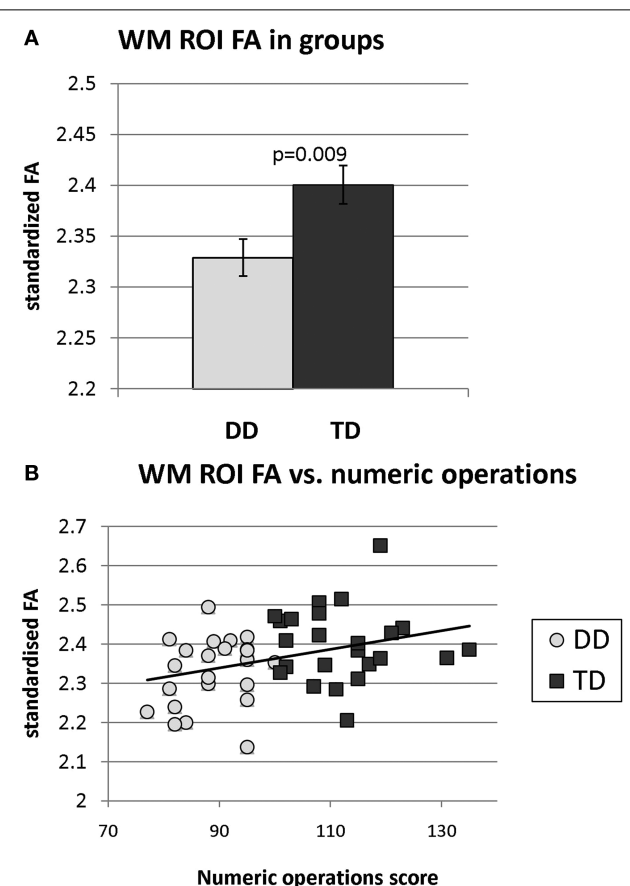 A
WM ROI FA in groups
standardized FA
2.5
2.45
2.4
2.35
2.3
2.25
2.2
p=0.009
DD TD
B
WM ROI FA vs. numeric operations
standardised FA
2.7
2.6
2.5
2.4
2.3
2.2
2.1
2
70 90 110 130
Numeric operations score
DD
TD